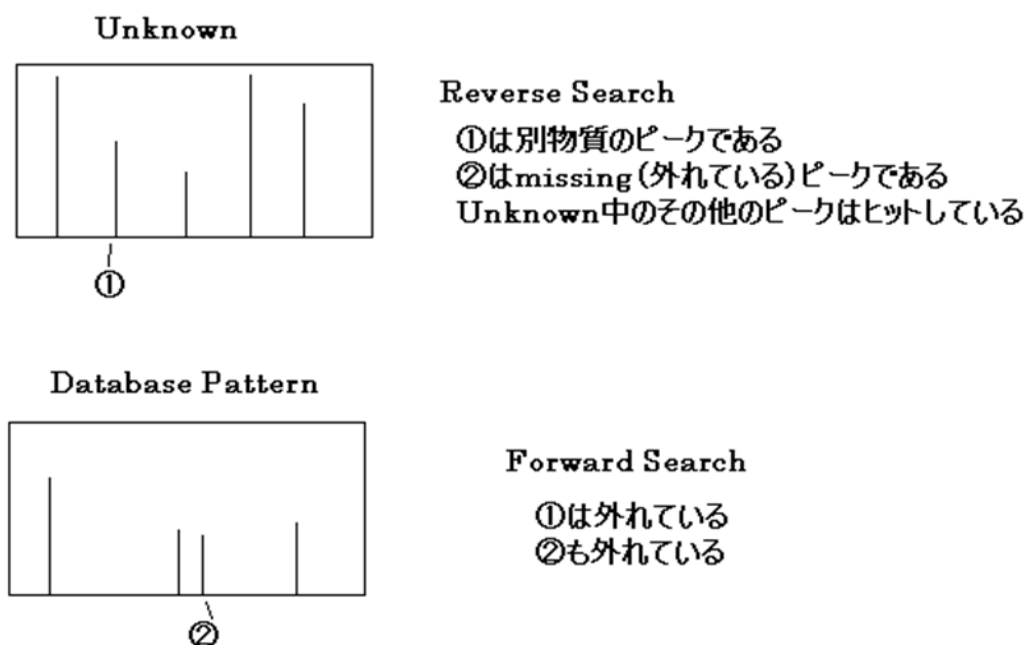 Unknown
Reverse Search
①は別物質のピークである
②はmissing(外れている)ピークである
Unknown中のその他のピークはヒットしている
①
Database Pattern
Forward Search
①は外れている
②も外れている
②